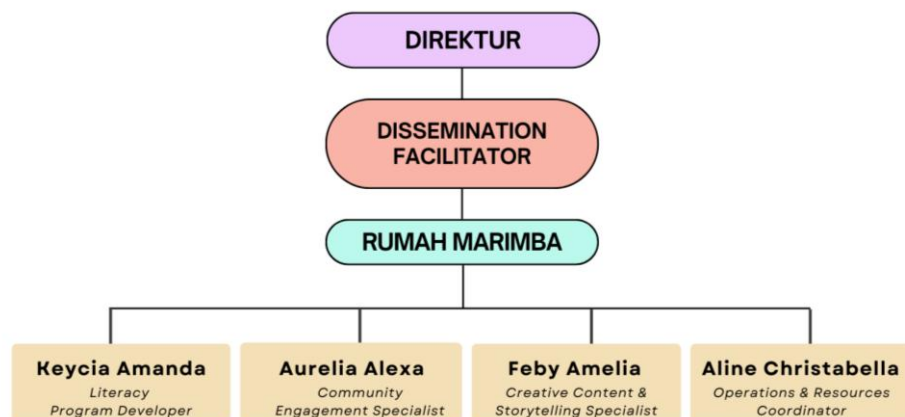 DIREKTUR
DISSEMINATION
FACILITATOR
RUMAH MARIMBA
Keycia Amanda
Literacy
Program Developer
Aurelia Alexa
Community
Engagement Specialist
Feby Amelia
Creative Content &
Storytelling Specialist
Aline Christabella
Operations & Resources
Coordinator